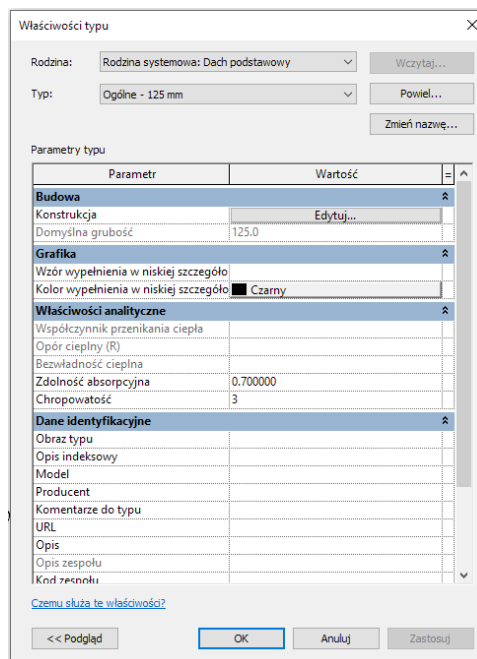 Właściwości typu
Rodzina: Rodzina systemowa: Dach podstawowy Wczytaj...
Typ: Ogólne - 125 mm Powiel...
Zmień nazwę...
Parametry typu
Parametr Wartość =
Budowa
Konstrukcja Edytuj...
Domyślna grubość 125.0
Grafika
Wzór wypełnienia w niskiej szczegóło
Kolor wypełnienia w niskiej szczegóło Czarny
Właściwości analityczne
Współczynnik przenikania ciepła
Opór cieplny (R)
Bezwładność cieplna
Zdolność absorpcyjna 0.700000
Chropowatość 3
Dane identyfikacyjne
Obraz typu
Opis indeksowy
Model
Producent
Komentarze do typu
URL
Opis
Opis zespołu
Kod zespołu
Czemu służą te właściwości?
<< Podgląd OK Anuluj Zastosuj